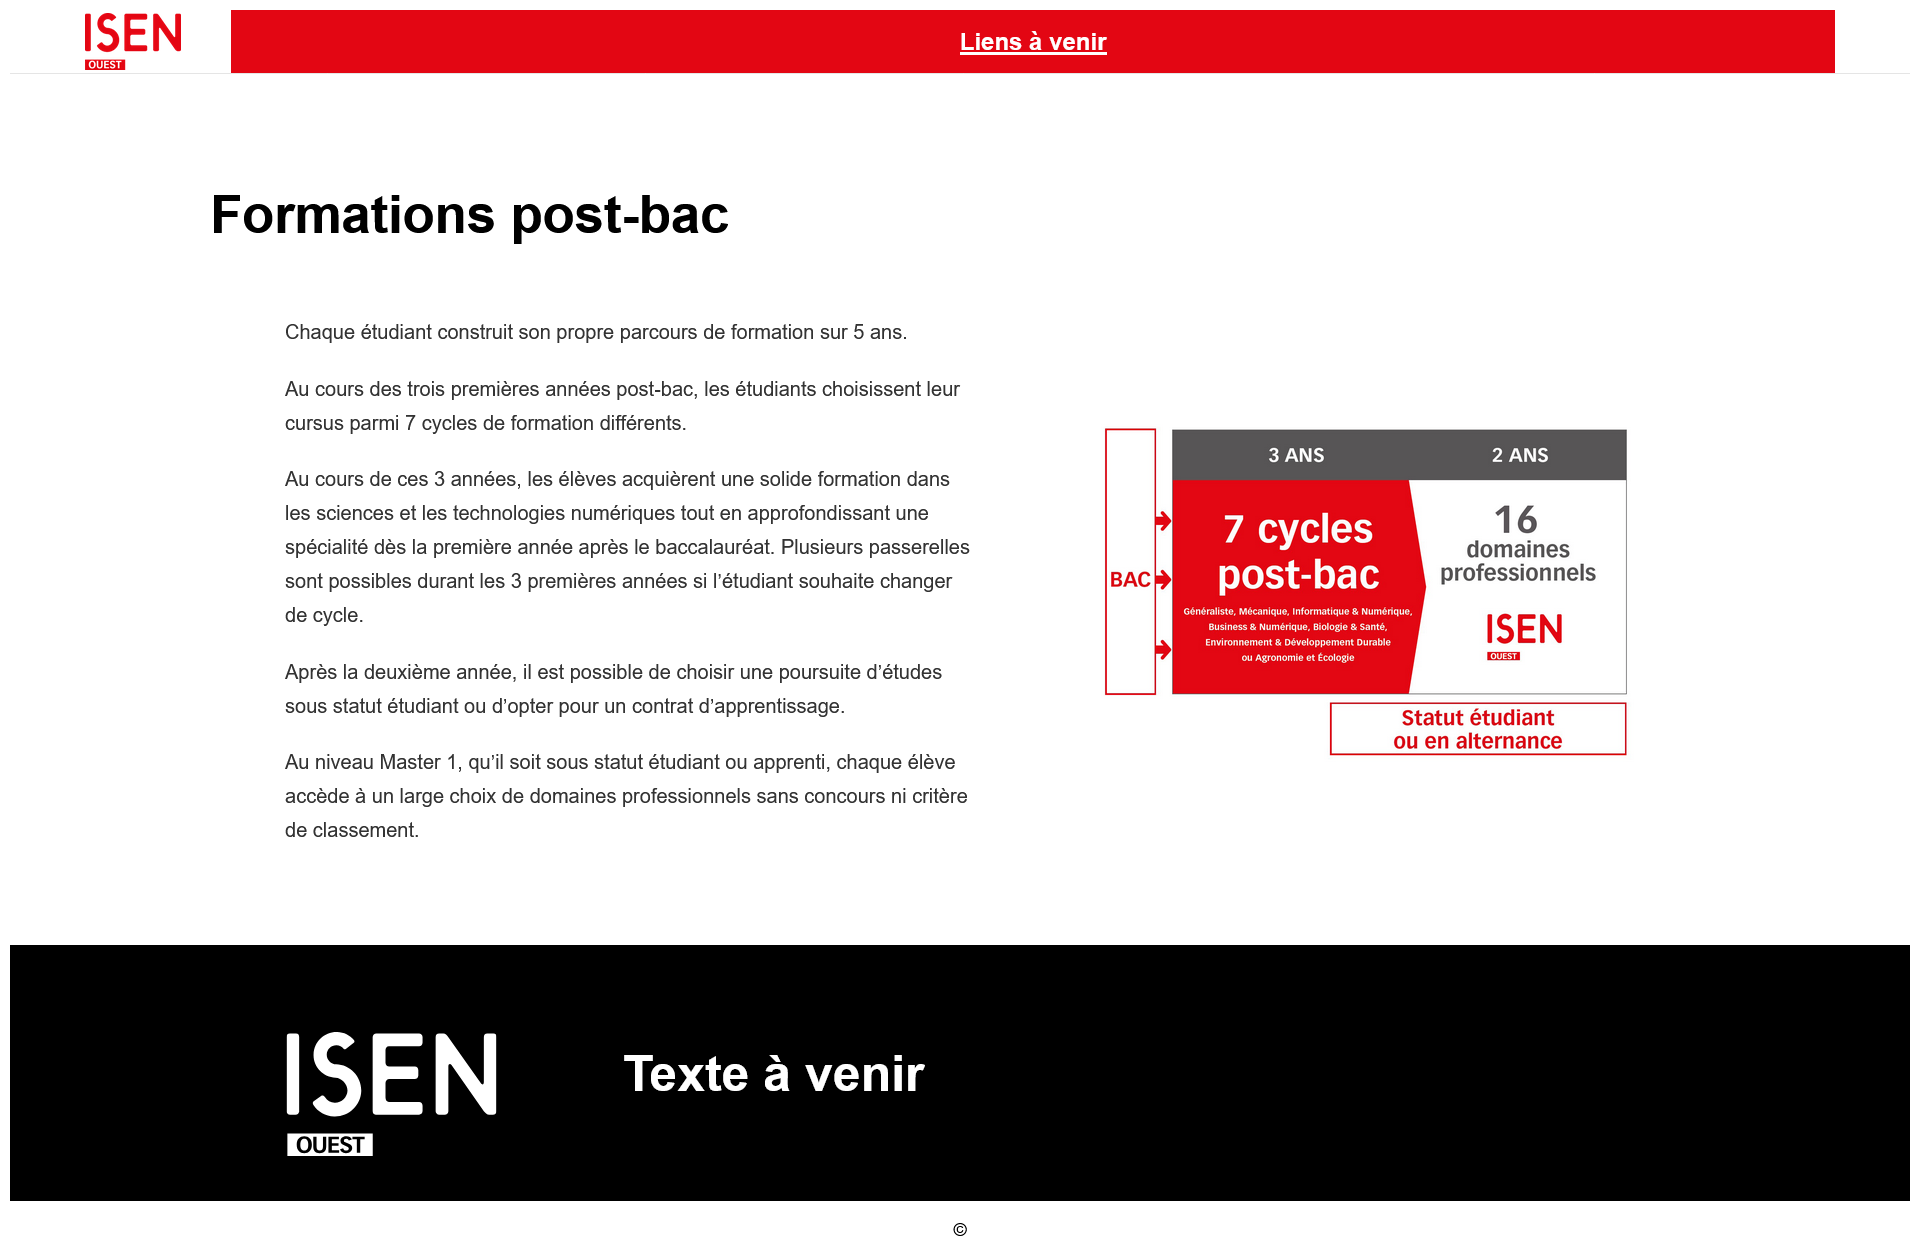 ISEN
OUEST
Liens à venir
Formations post-bac
Chaque étudiant construit son propre parcours de formation sur 5 ans.
Au cours des trois premières années post-bac, les étudiants choisissent leur
cursus parmi 7 cycles de formation différents.
Au cours de ces 3 années, les élèves acquièrent une solide formation dans
les sciences et les technologies numériques tout en approfondissant une
spécialité dès la première année après le baccalauréat. Plusieurs passerelles
sont possibles durant les 3 premières années si l’étudiant souhaite changer
de cycle.
Après la deuxième année, il est possible de choisir une poursuite d’études
sous statut étudiant ou d’opter pour un contrat d’apprentissage.
Au niveau Master 1, qu’il soit sous statut étudiant ou apprenti, chaque élève
accède à un large choix de domaines professionnels sans concours ni critère
de classement.
BAC
3 ANS
7 cycles
post-bac
Généraliste, Mécanique, Informatique & Numérique,
Business & Numérique, Biologie & Santé,
Environnement & Développement Durable
ou Agronomie et Écologie
2 ANS
16
domaines
professionnels
ISEN
OUEST
Statut étudiant
ou en alternance
ISEN
OUEST
Texte à venir
©